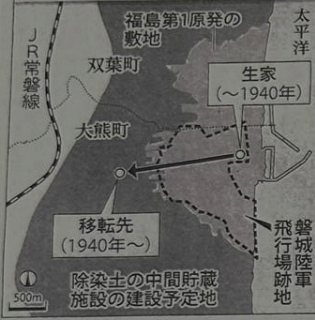 福島第1原発の
敷地
太平洋
JR常磐線
双葉町
生家
(～1940年)
大熊町
移転先
(1940年～)
磐城陸軍
飛行場跡地
除染土の中間貯蔵
施設の建設予定地
500m